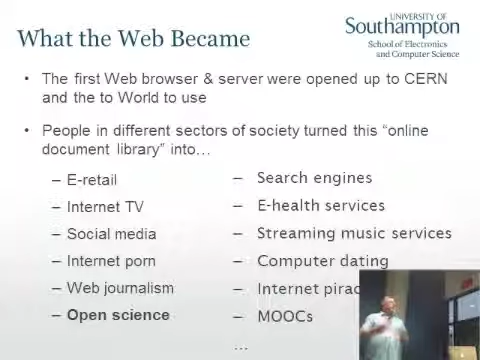 UNIVERSITY OF
Southampton
School of Electronics
and Computer Science
What the Web Became
• The first Web browser & server were opened up to CERN
and the to World to use
• People in different sectors of society turned this “online
document library” into…
– E-retail
– Internet TV
– Social media
– Internet porn
– Web journalism
– Open science
– Search engines
– E-health services
– Streaming music services
– Computer dating
– Internet
– MOOCs
…